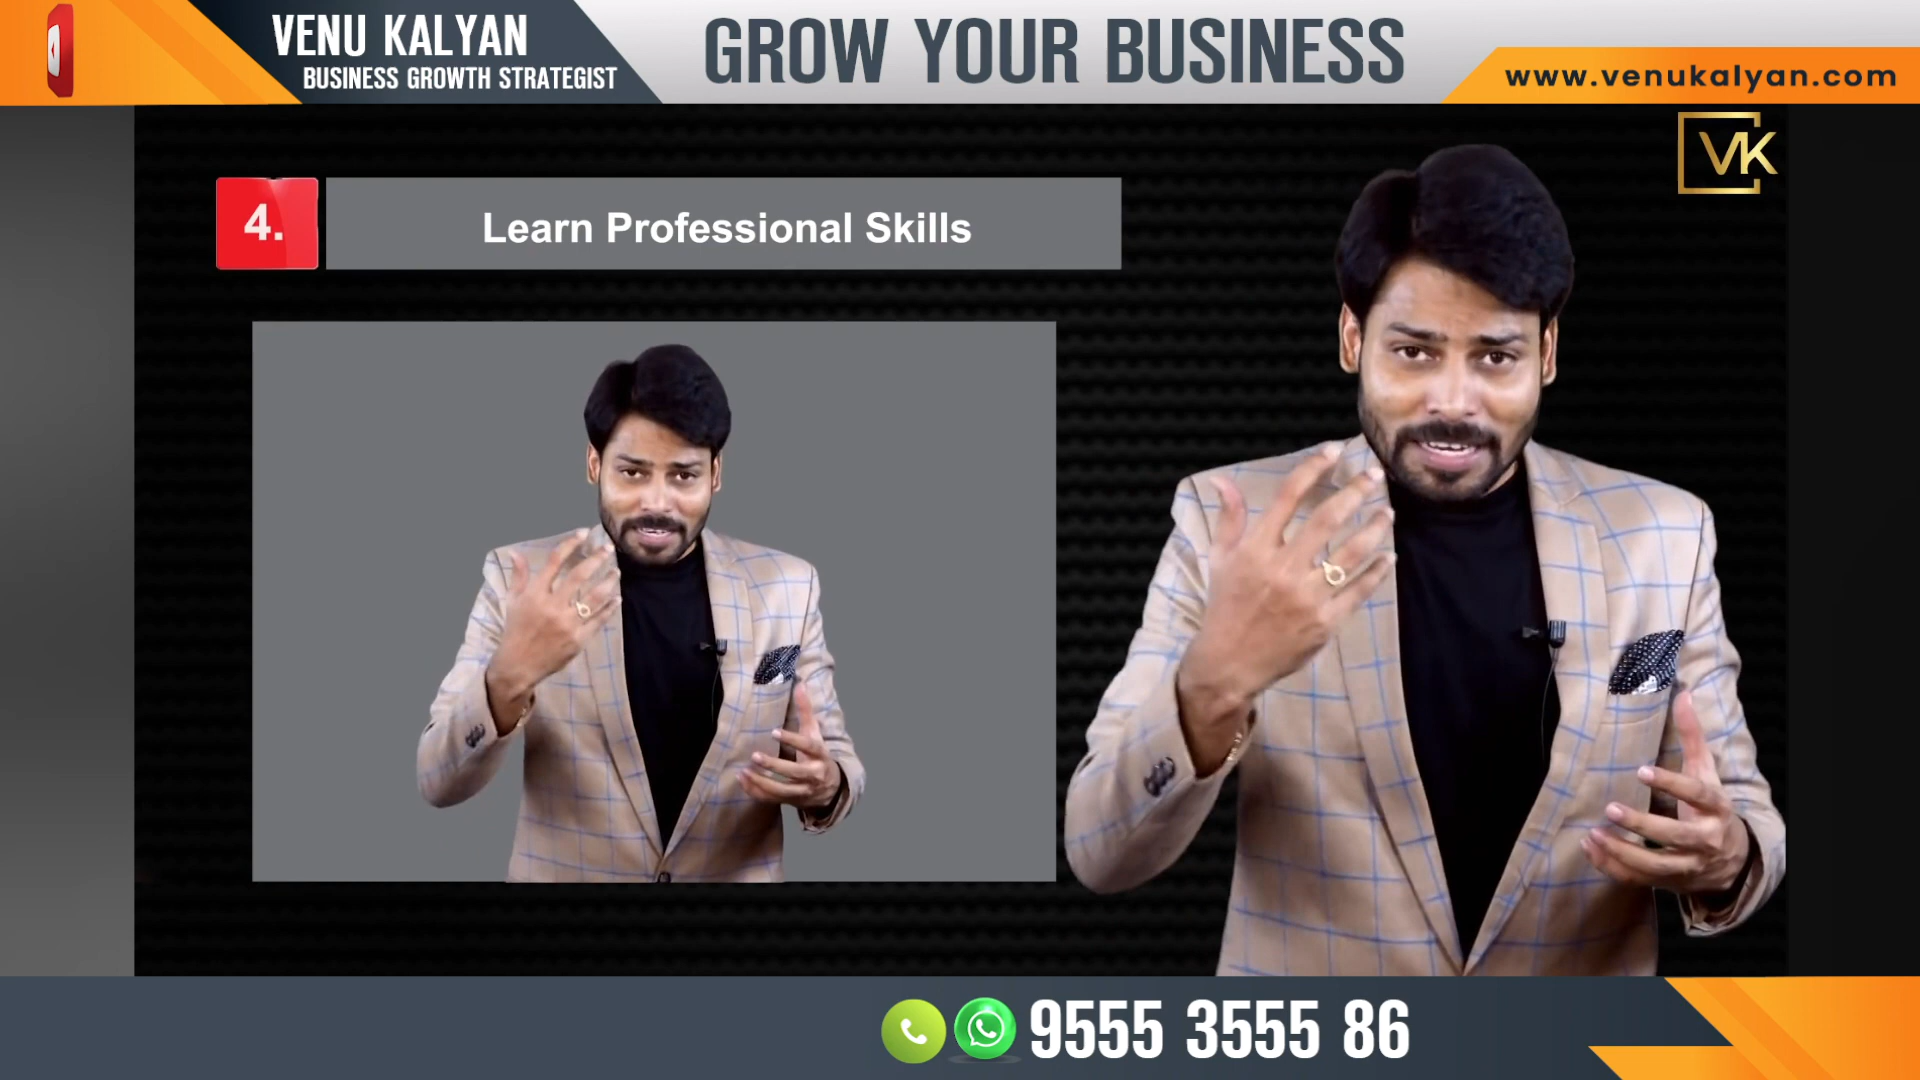 VENU KALYAN
BUSINESS GROWTH STRATEGIST
GROW YOUR BUSINESS
www.venukalyan.com
VK
4.
Learn Professional Skills
9555 3555 86